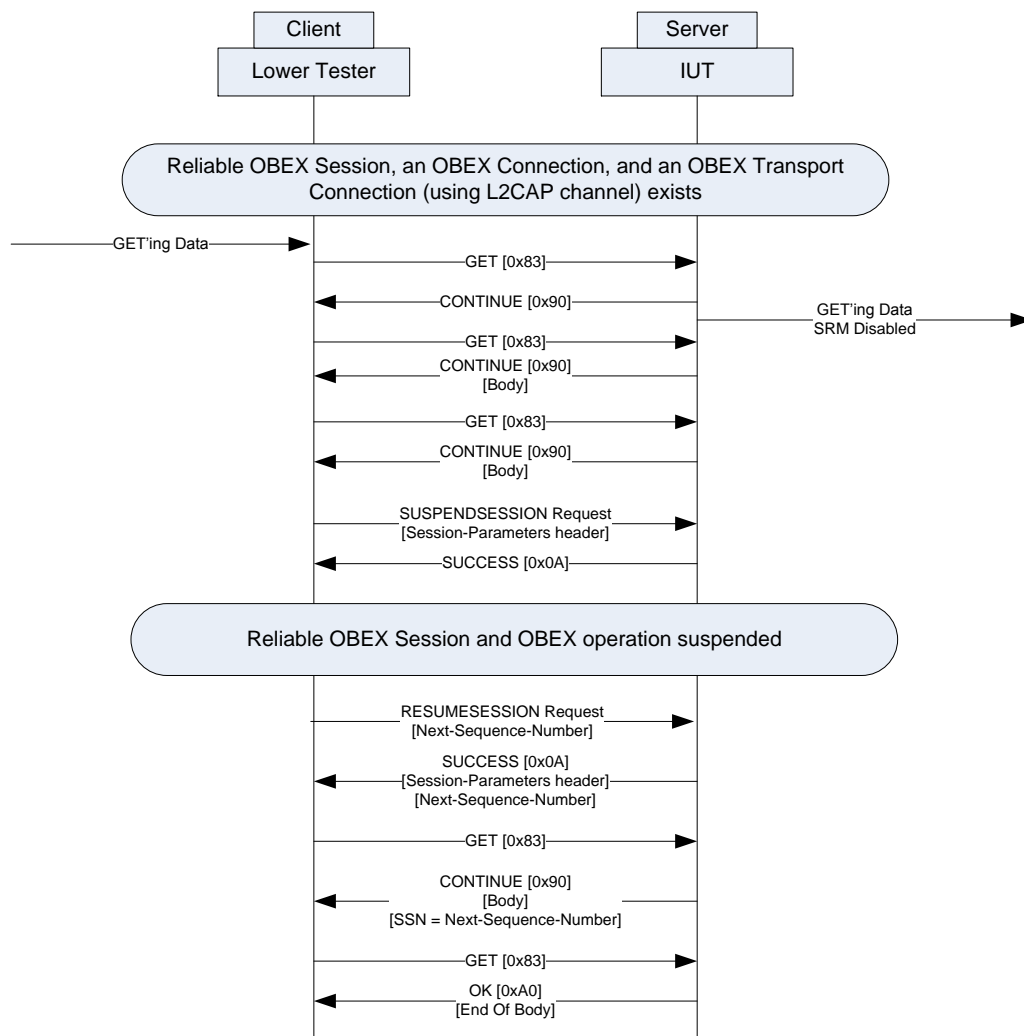 Client
Server
Lower Tester
IUT
Reliable OBEX Session, an OBEX Connection, and an OBEX Transport
Connection (using L2CAP channel) exists
GET'ing Data
GET [0x83]
CONTINUE [0x90]
GET'ing Data
SRM Disabled
GET [0x83]
CONTINUE [0x90]
[Body]
GET [0x83]
CONTINUE [0x90]
[Body]
SUSPENDSESSION Request
[Session-Parameters header]
SUCCESS [0x0A]
Reliable OBEX Session and OBEX operation suspended
RESUMESESSION Request
[Next-Sequence-Number]
SUCCESS [0x0A]
[Session-Parameters header]
[Next-Sequence-Number]
GET [0x83]
CONTINUE [0x90]
[Body]
[SSN = Next-Sequence-Number]
GET [0x83]
OK [0xA0]
[End Of Body]